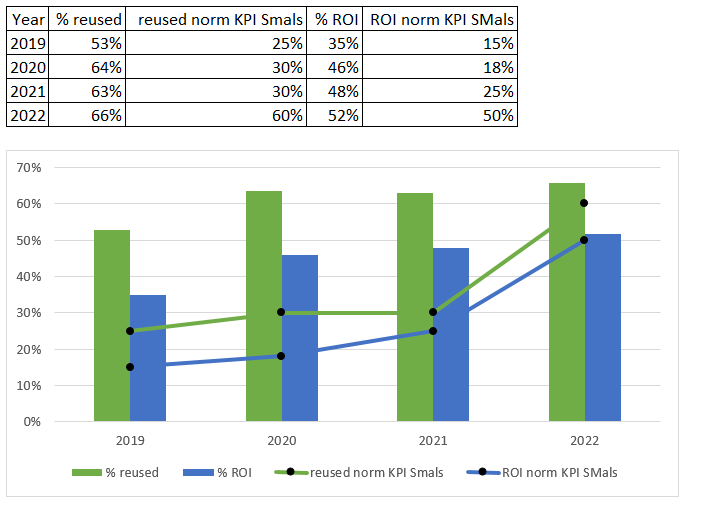 Year % reused reused norm KPI Smals % ROI ROI norm KPI SMals
2019 53% 25% 35% 15%
2020 64% 30% 46% 18%
2021 63% 30% 48% 25%
2022 66% 60% 52% 50%
70%
60%
50%
40%
30%
20%
10%
0%
2019 2020 2021 2022
% reused % ROI reused norm KPI Smals ROI norm KPI SMals